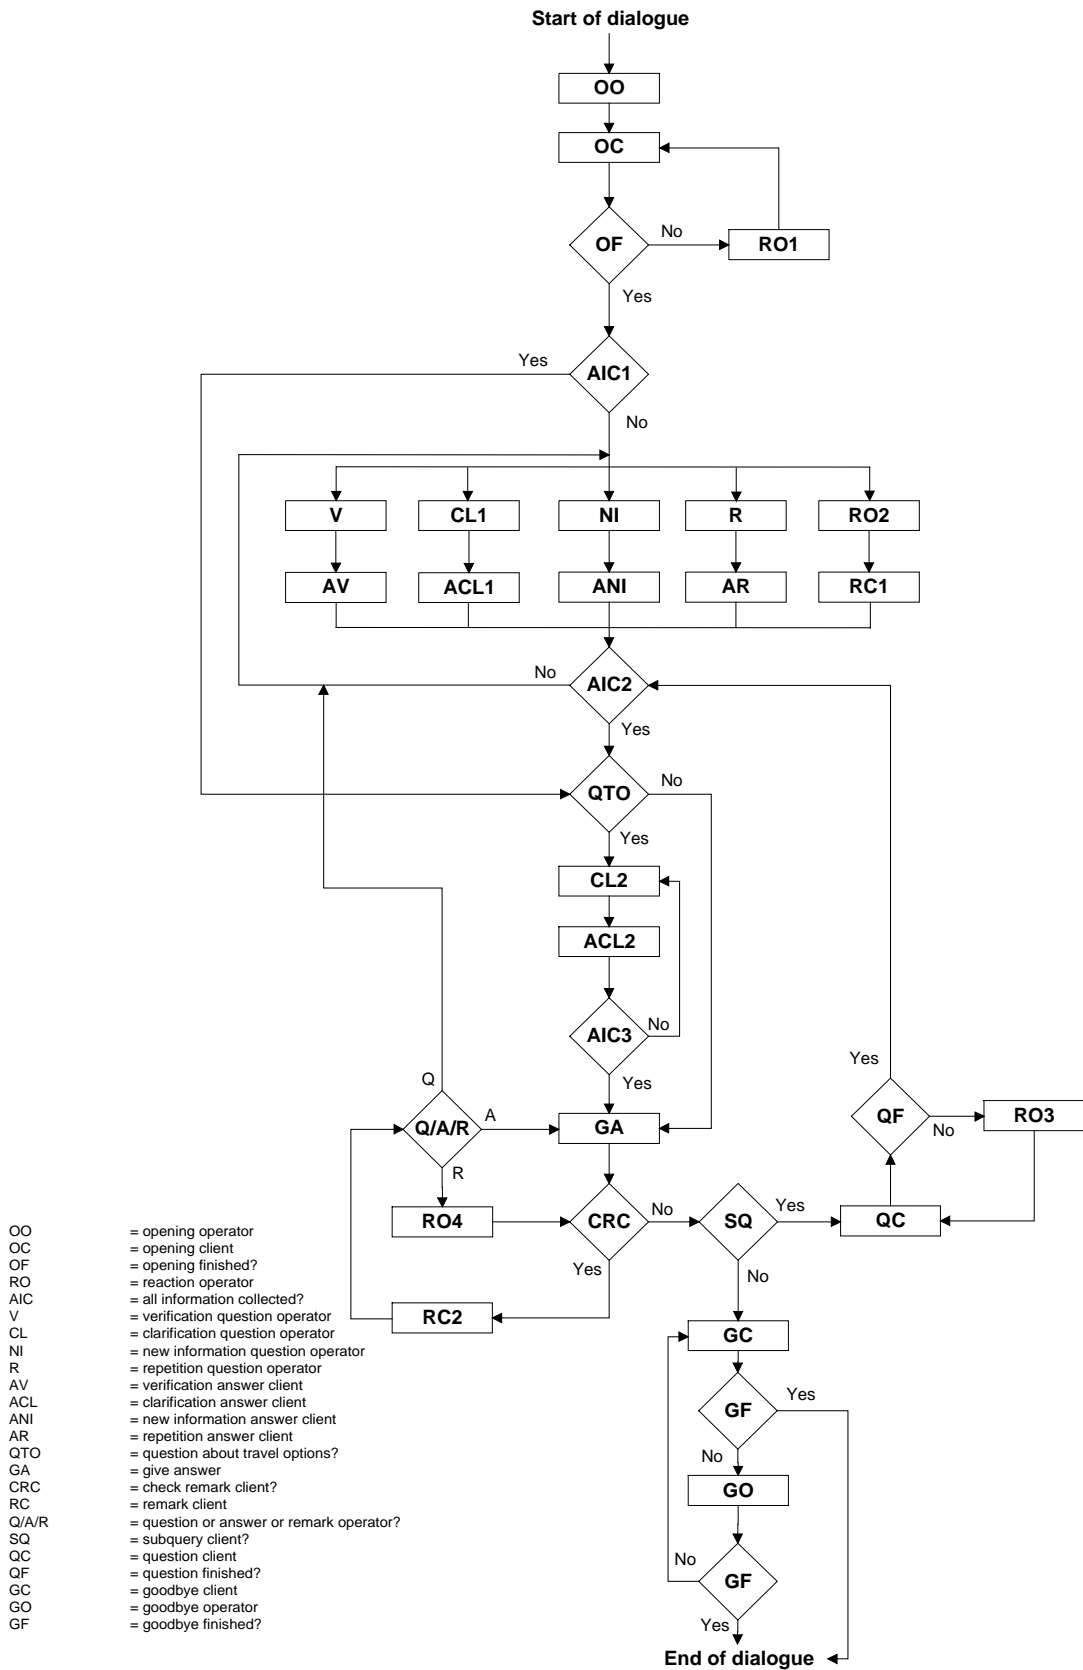 Start of dialogue
OO
OC
OF
No
RO1
Yes
Yes
AIC1
No
V
CL1
NI
R
RO2
AV
ACL1
ANI
AR
RC1
No
AIC2
Yes
QTO
No
Yes
CL2
ACL2
AIC3
No
Yes
Yes
Q
Q/A/R
A
GA
QF
No
RO3
R
RO4
CRC
No
SQ
Yes
QC
Yes
No
RC2
GC
GF
Yes
No
GO
No
GF
Yes
End of dialogue
OO = opening operator
OC = opening client
OF = opening finished?
RO = reaction operator
AIC = all information collected?
V = verification question operator
CL = clarification question operator
NI = new information question operator
R = repetition question operator
AV = verification answer client
ACL = clarification answer client
ANI = new information answer client
AR = repetition answer client
QTO = question about travel options?
GA = give answer
CRC = check remark client?
RC = remark client
Q/A/R = question or answer or remark operator?
SQ = subquery client?
QC = question client
QF = question finished?
GC = goodbye client
GO = goodbye operator
GF = goodbye finished?